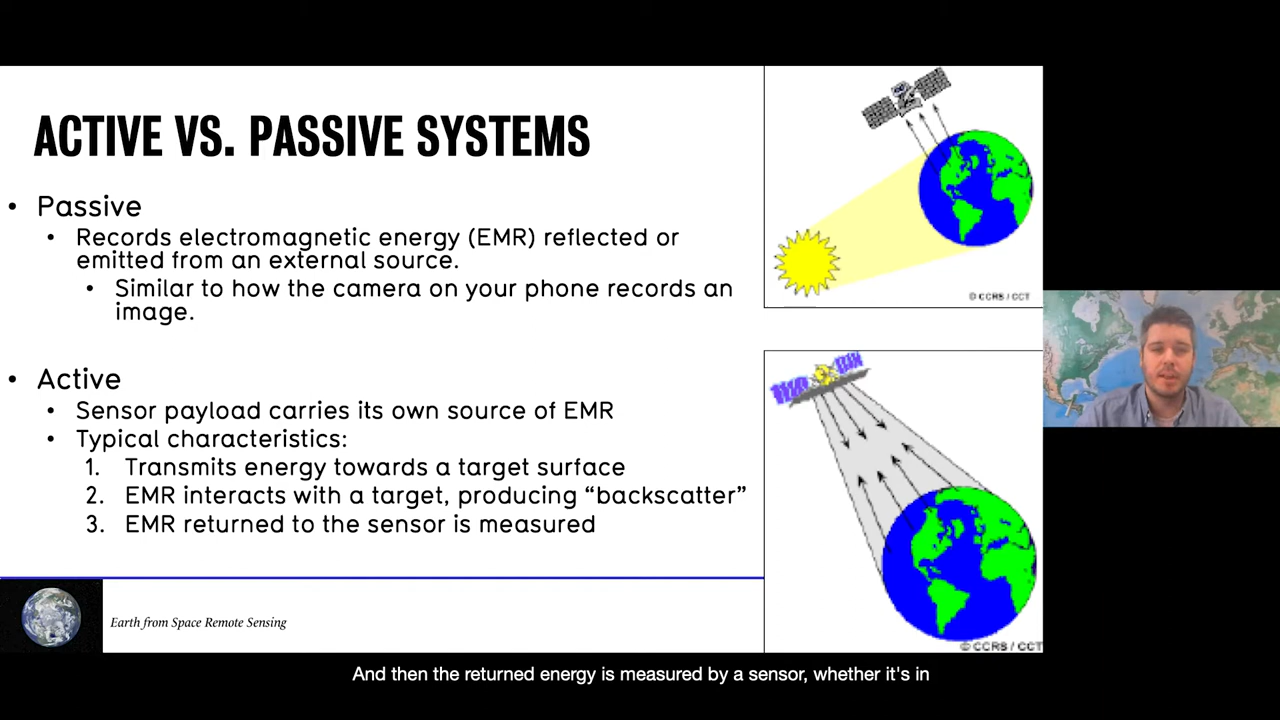 ACTIVE VS. PASSIVE SYSTEMS
• Passive
• Records electromagnetic energy (EMR) reflected or
emitted from an external source.
• Similar to how the camera on your phone records an
image.
© CCRS / CCT
• Active
• Sensor payload carries its own source of EMR
• Typical characteristics:
1. Transmits energy towards a target surface
2. EMR interacts with a target, producing “backscatter”
3. EMR returned to the sensor is measured
© CCRS / CCT
Earth from Space Remote Sensing
And then the returned energy is measured by a sensor, whether it's in